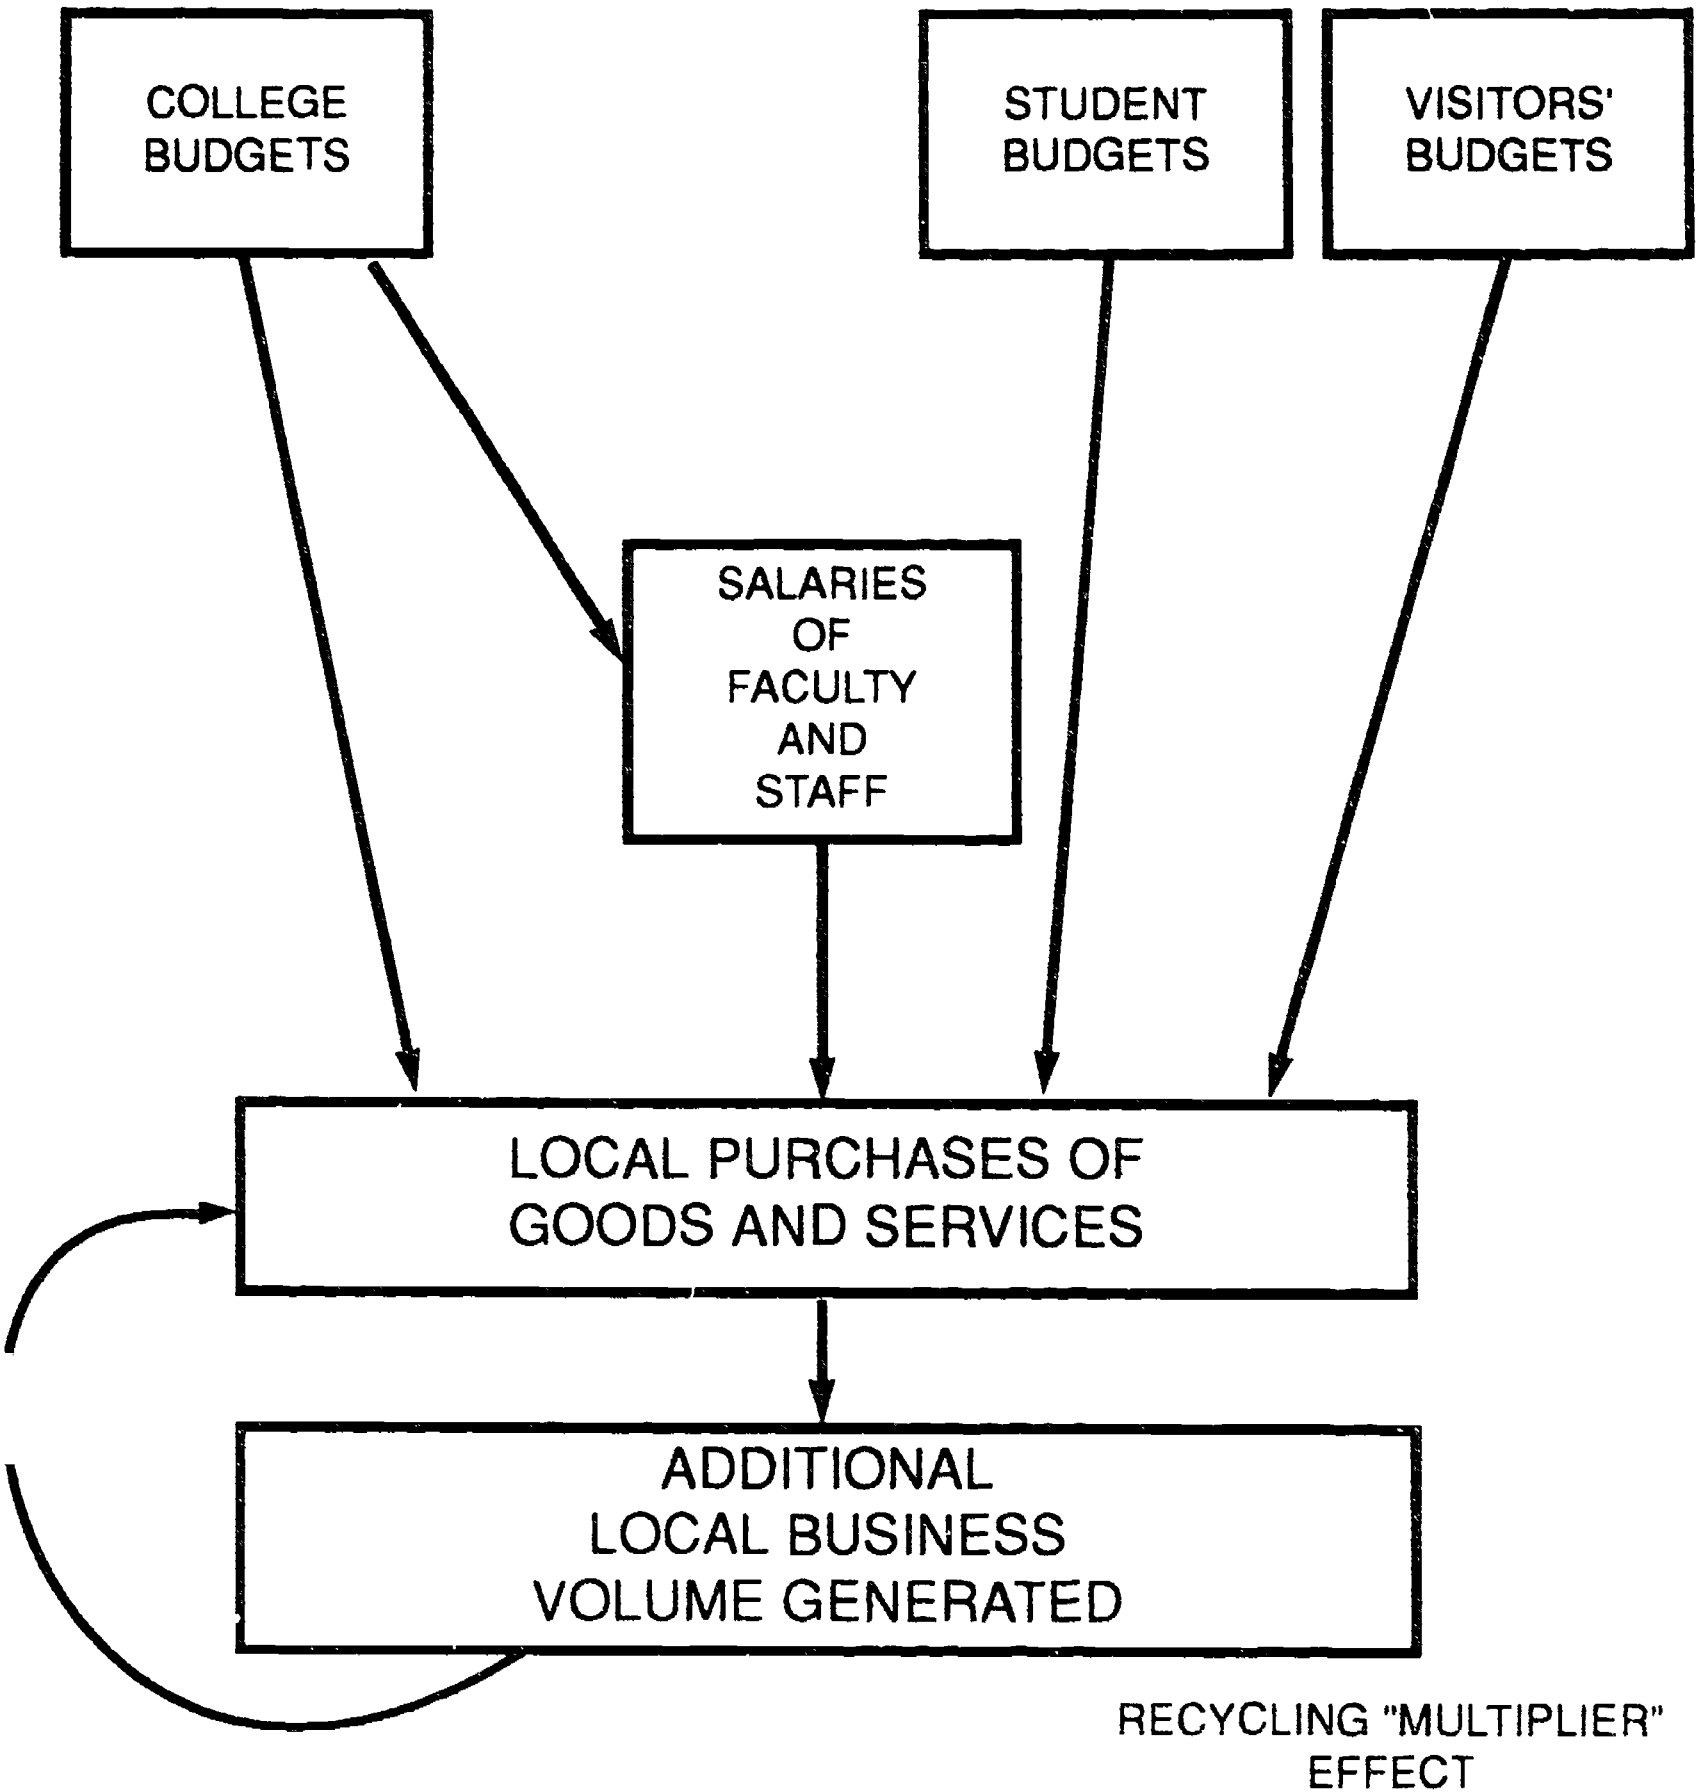 COLLEGE
BUDGETS
STUDENT
BUDGETS
VISITORS'
BUDGETS
SALARIES
OF
FACULTY
AND
STAFF
LOCAL PURCHASES OF
GOODS AND SERVICES
ADDITIONAL
LOCAL BUSINESS
VOLUME GENERATED
RECYCLING "MULTIPLIER"
EFFECT